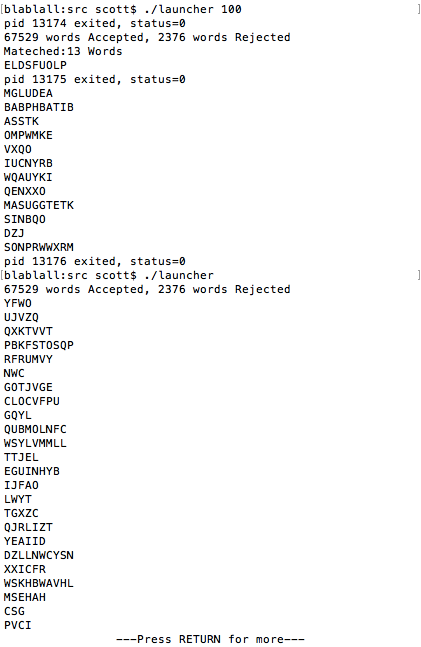 [blablall:src scott$ ./launcher 100 ]
pid 13174 exited, status=0
67529 words Accepted, 2376 words Rejected
Mateched:13 Words
ELDSFUOLP
pid 13175 exited, status=0
MGLUDEA
BABPHBATIB
ASSTK
OMPWMKE
VXQO
IUCNYRB
WQAUYKI
QENXXO
MASUGGTETK
SINBQO
DZJ
SONPRWWXRM
pid 13176 exited, status=0
[blablall:src scott$ ./launcher ]
67529 words Accepted, 2376 words Rejected
YFWO
UJVZQ
QXKTVVT
PBKFSTOSQP
RFRUMVY
NWC
GOTJVGE
CLOCVFPU
GQYL
QUBMOLNFC
WSYLVMMLL
TTJEL
EGUINHYB
IJFAO
LWYT
TGXZC
QJRLIZT
YEAIID
DZLLNWCYSN
XXICFR
WSKHBWAVHL
MSEHAH
CSG
PVCI
---Press RETURN for more---